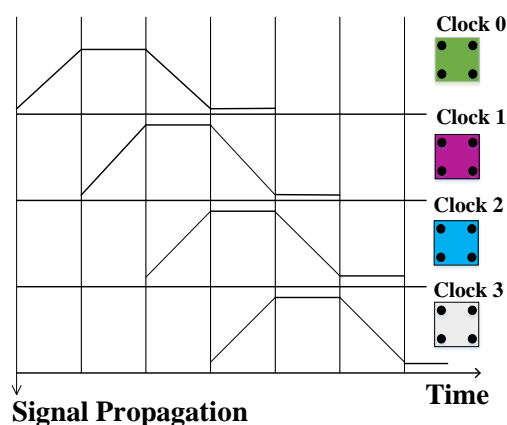 Clock 0
Clock 1
Clock 2
Clock 3
Time
Signal Propagation